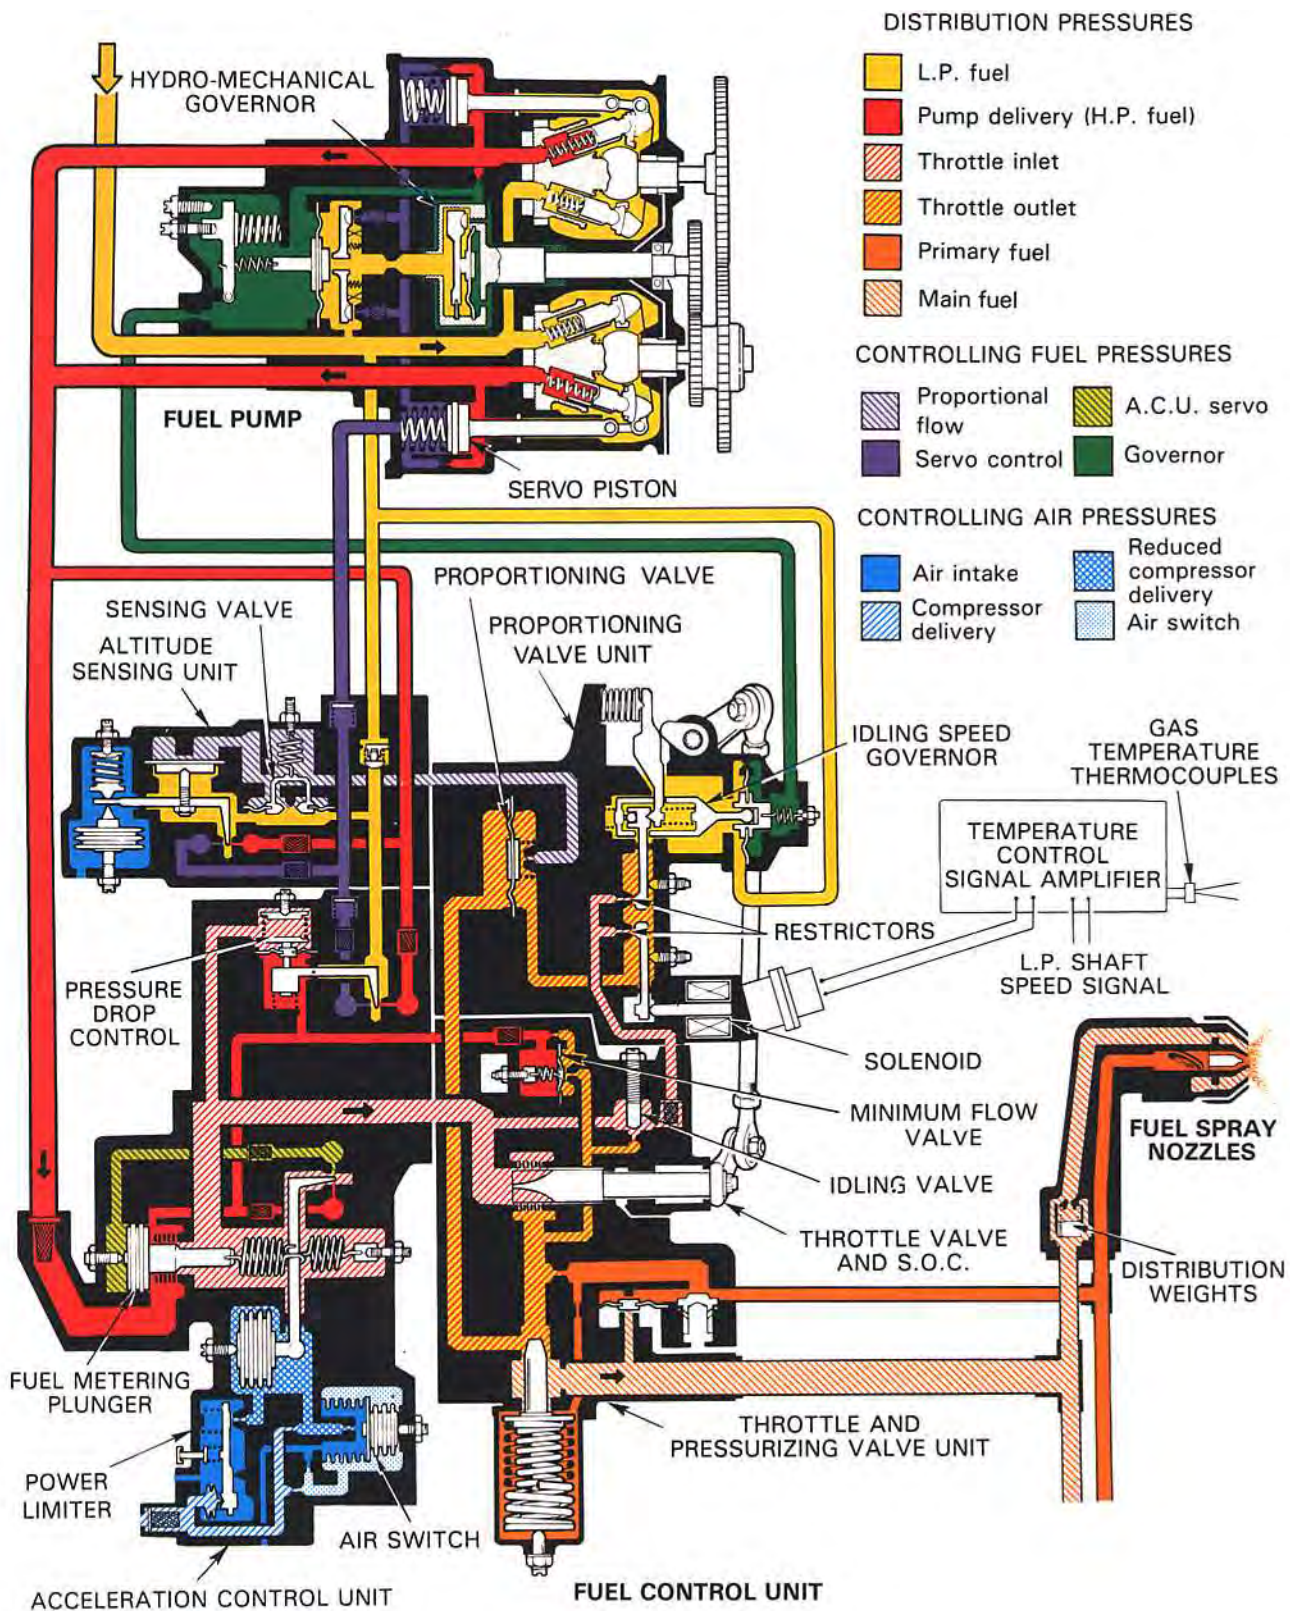 DISTRIBUTION PRESSURES
L.P. fuel
Pump delivery (H.P. fuel)
Throttle inlet
Throttle outlet
Primary fuel
Main fuel
CONTROLLING FUEL PRESSURES
Proportional
flow
A.C.U. servo
Servo control
Governor
CONTROLLING AIR PRESSURES
Air intake
Reduced
compressor
delivery
Compressor
delivery
Air switch
HYDRO-MECHANICAL
GOVERNOR
FUEL PUMP
SERVO PISTON
PROPORTIONING VALVE
SENSING VALVE
ALTITUDE
SENSING UNIT
PROPORTIONING
VALVE UNIT
IDLING SPEED
GOVERNOR
GAS
TEMPERATURE
THERMOCOUPLES
TEMPERATURE
CONTROL
SIGNAL AMPLIFIER
RESTRICTORS
L.P. SHAFT
SPEED SIGNAL
PRESSURE
DROP
CONTROL
SOLENOID
MINIMUM FLOW
VALVE
FUEL SPRAY
NOZZLES
IDLING VALVE
THROTTLE VALVE
AND S.O.C.
DISTRIBUTION
WEIGHTS
FUEL METERING
PLUNGER
THROTTLE AND
PRESSURIZING VALVE UNIT
POWER
LIMITER
AIR SWITCH
ACCELERATION CONTROL UNIT
FUEL CONTROL UNIT